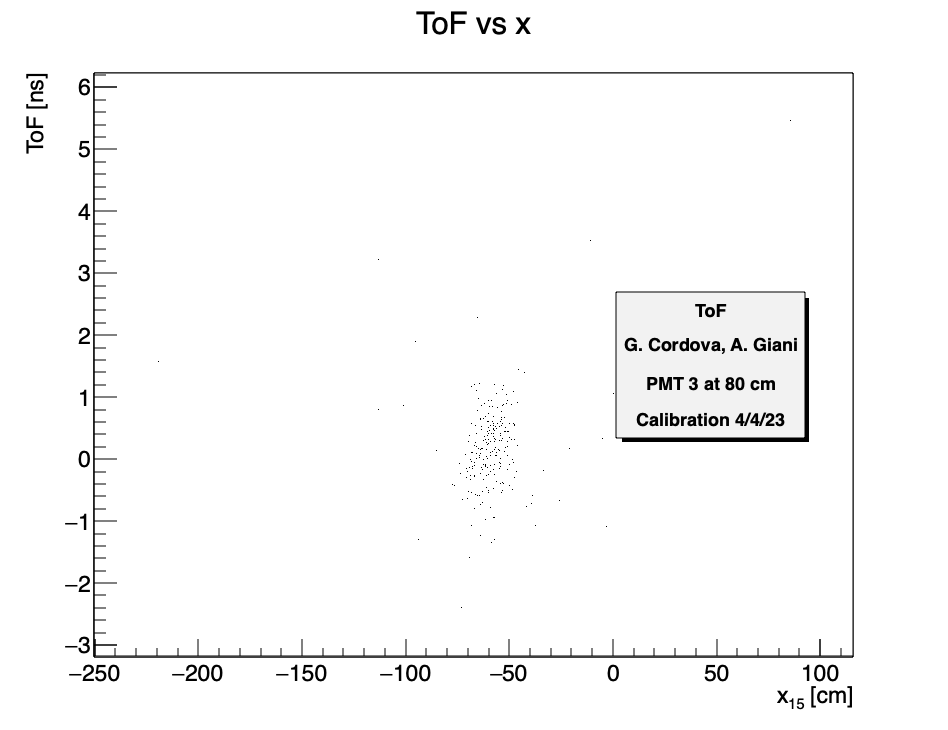 ToF vs x
ToF [ns]
6
5
4
3
2
1
0
−1
−2
−3
ToF
G. Cordova, A. Giani
PMT 3 at 80 cm
Calibration 4/4/23
−250 −200 −150 −100 −50 0 50 100
x₁₅ [cm]